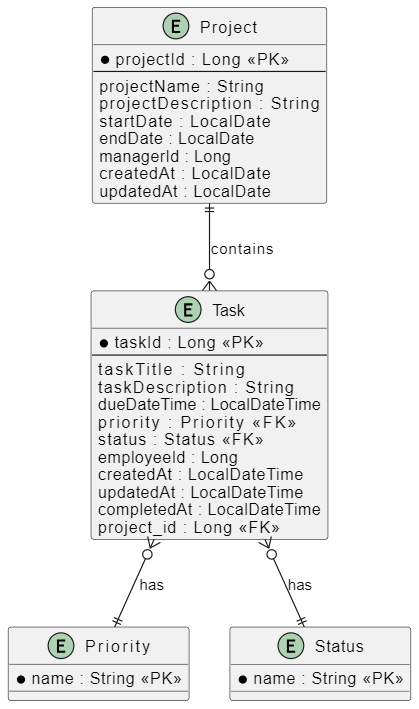 E Project
projectId : Long «PK»
projectName : String
projectDescription : String
startDate : LocalDate
endDate : LocalDate
managerId : Long
createdAt : LocalDate
updatedAt : LocalDate
contains
E Task
taskId : Long «PK»
taskTitle : String
taskDescription : String
dueDateTime : LocalDateTime
priority : Priority «FK»
status : Status «FK»
employeeId : Long
createdAt : LocalDateTime
updatedAt : LocalDateTime
completedAt : LocalDateTime
project_id : Long «FK»
has
has
E Priority
name : String «PK»
E Status
name : String «PK»